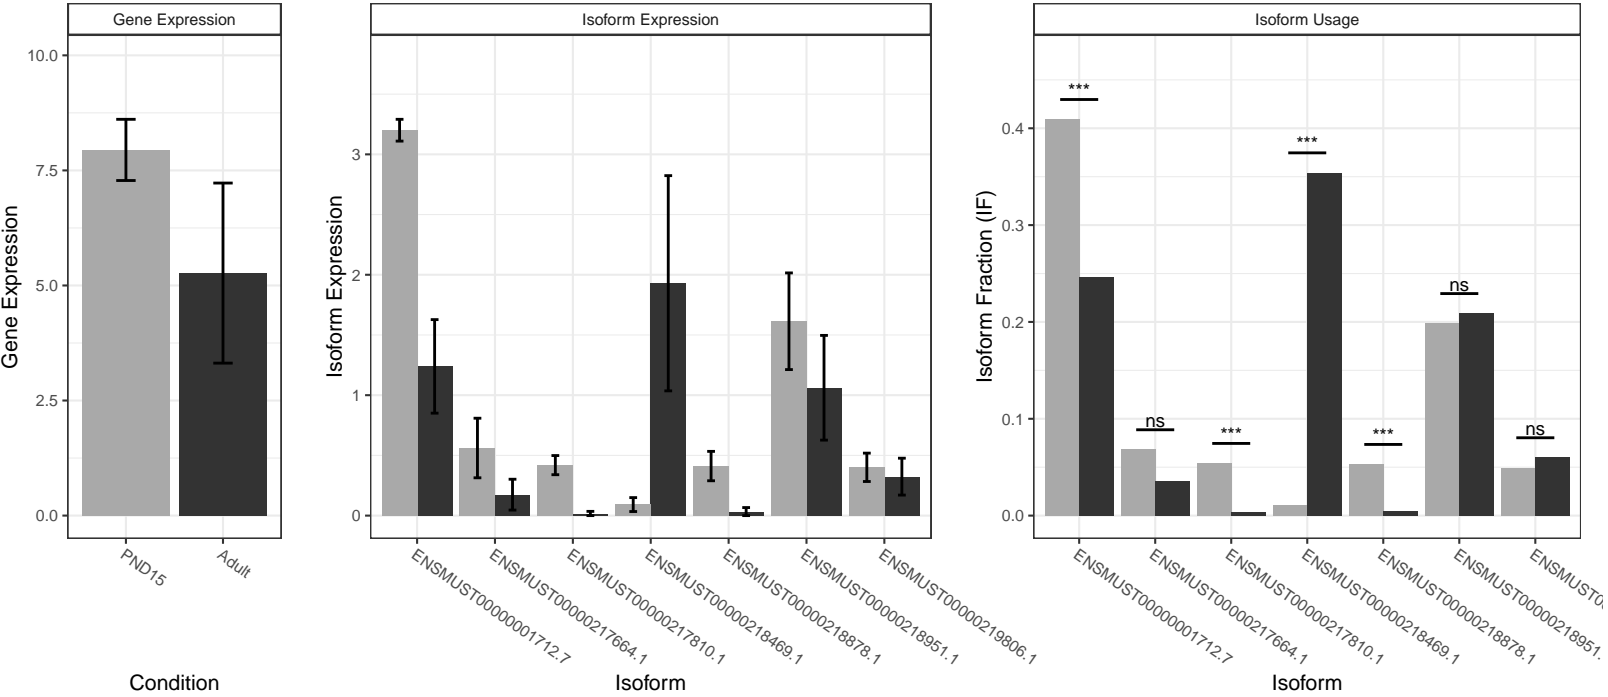 Gene Expression
Isoform Expression
Isoform Usage
Gene Expression
10.0
7.5
5.0
2.5
0.0
PND15
Adult
Condition
Isoform Expression
3
2
1
0
ENSMUST00000001712.7
ENSMUST00000217664.1
ENSMUST00000217810.1
ENSMUST00000218469.1
ENSMUST00000218878.1
ENSMUST00000218951.1
ENSMUST00000219806.1
Isoform
Isoform Fraction (IF)
0.4
0.3
0.2
0.1
0.0
***
ns
***
***
***
ns
ns
ENSMUST00000001712.7
ENSMUST00000217664.1
ENSMUST00000217810.1
ENSMUST00000218469.1
ENSMUST00000218878.1
ENSMUST00000218951.
Isoform